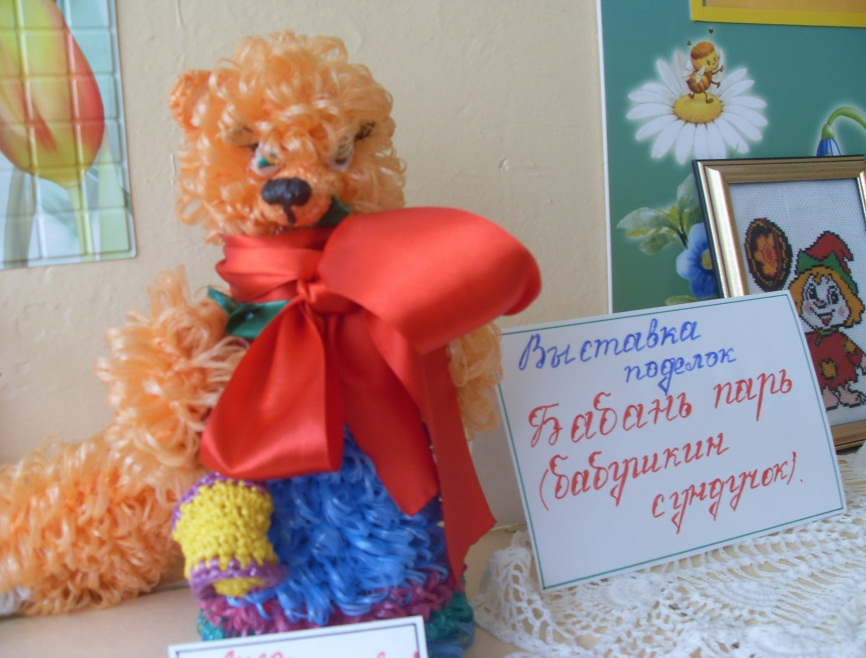 Выставка
поделок
Бабань парь
(бабушкин
сундучок).